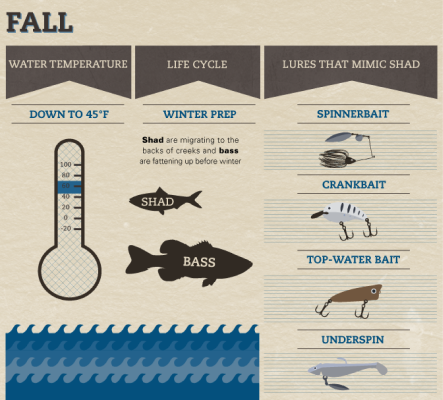 FALL
WATER TEMPERATURE
LIFE CYCLE
LURES THAT MIMIC SHAD
DOWN TO 45°F
WINTER PREP
SPINNERBAIT
Shad are migrating to the
backs of creeks and bass
are fattening up before winter
100
80
60
40
20
0
-20
SHAD
BASS
CRANKBAIT
TOP-WATER BAIT
UNDERSPIN